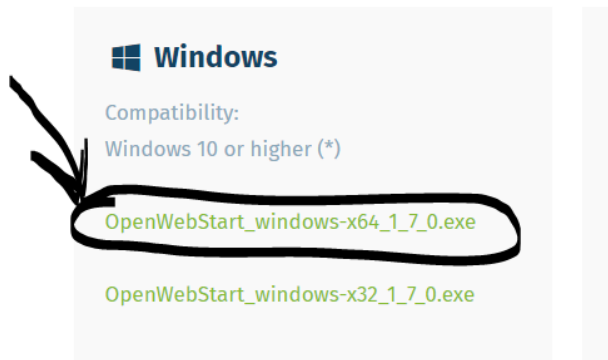 Windows
Compatibility:
Windows 10 or higher (*)
OpenWebStart_windows-x64_1_7_0.exe
OpenWebStart_windows-x32_1_7_0.exe